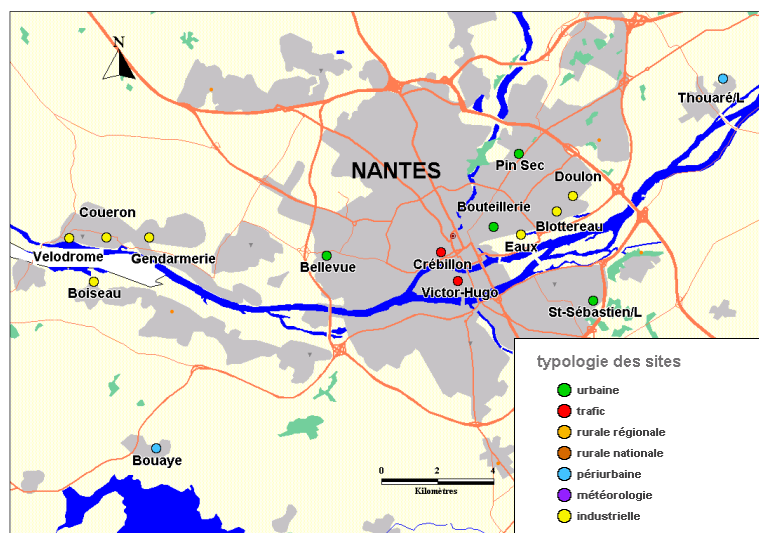 N
Thouaré/L
Pin Sec
NANTES
Doulon
Bouteillerie
Coueron
Blottereau
Eaux
Velodrome
Gendarmerie
Bellevue
Crébillon
Boiseau
Victor-Hugo
St-Sébastien/L
typologie des sites
urbaine
trafic
rurale régionale
rurale nationale
Bouaye
périurbaine
0 2 4
Kilomètres
météorologie
industrielle